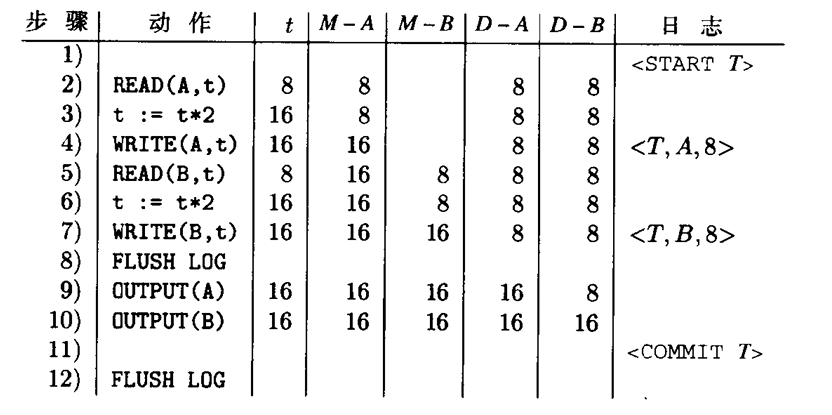 步 骤 动 作 t M－A M－B D－A D－B 日 志
1) <START T>
2) READ(A,t) 8 8 8 8
3) t := t*2 16 8 8 8
4) WRITE(A,t) 16 16 8 8 <T, A, 8>
5) READ(B,t) 8 16 8 8 8
6) t := t*2 16 16 8 8 8
7) WRITE(B,t) 16 16 16 8 8 <T, B, 8>
8) FLUSH LOG
9) OUTPUT(A) 16 16 16 16 8
10) OUTPUT(B) 16 16 16 16 16
11) <COMMIT T>
12) FLUSH LOG